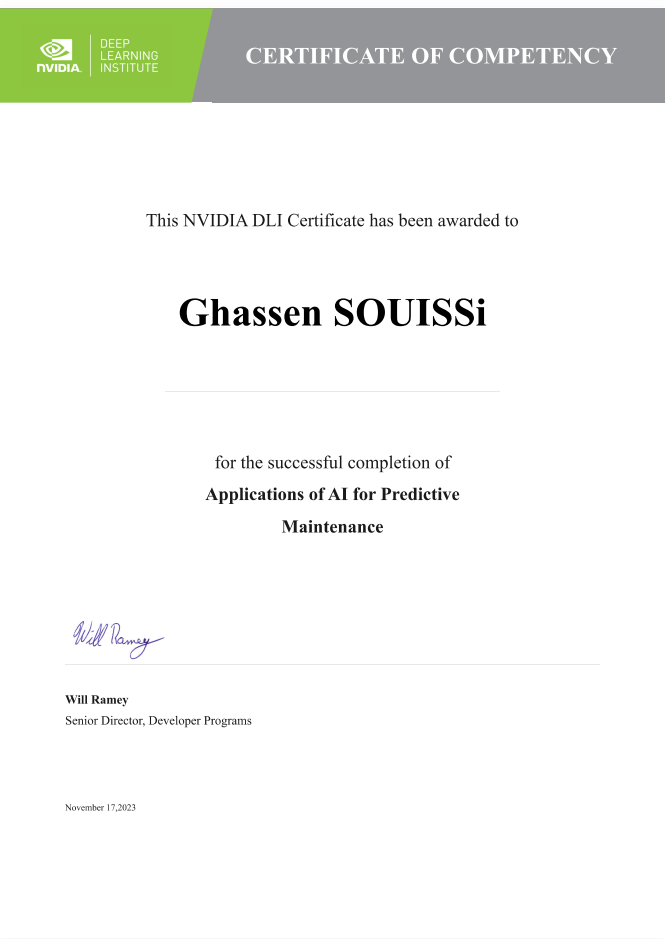 NVIDIA.
DEEP
LEARNING
INSTITUTE
CERTIFICATE OF COMPETENCY
This NVIDIA DLI Certificate has been awarded to
Ghassen SOUISSi
for the successful completion of
Applications of AI for Predictive
Maintenance
Will Ramey
Will Ramey
Senior Director, Developer Programs
November 17,2023